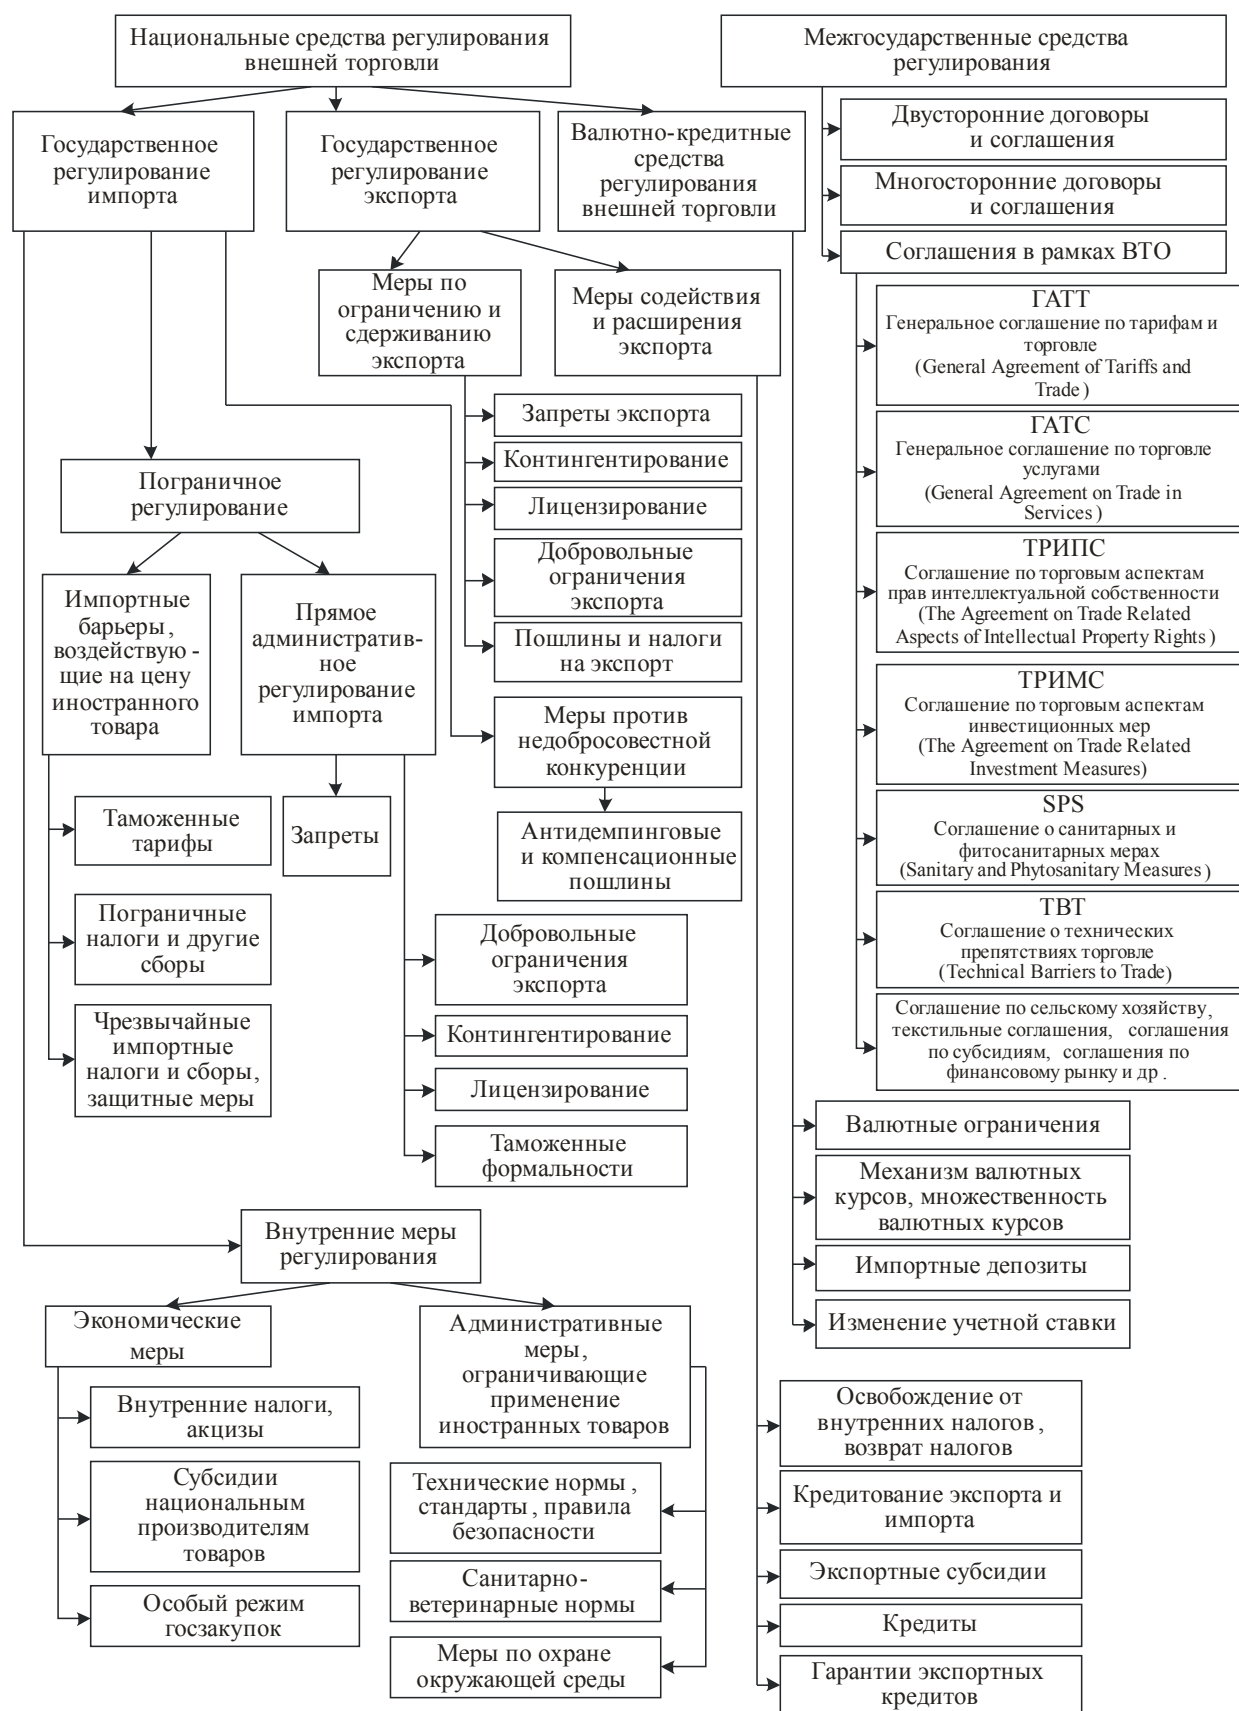 Национальные средства регулирования
внешней торговли
Межгосударственные средства
регулирования
Государственное
регулирование
импорта
Государственное
регулирование
экспорта
Валютно-кредитные
средства
регулирования
внешней торговли
Двусторонние договоры
и соглашения
Многосторонние договоры
и соглашения
Соглашения в рамках ВТО
Меры по
ограничению и
сдерживанию
экспорта
Меры содействия
и расширения
экспорта
ГАТТ
Генеральное соглашение по тарифам и
торговле
(General Agreement of Tariffs and
Trade)
ГАТС
Генеральное соглашение по торговле
услугами
(General Agreement on Trade in
Services)
ТРИПС
Соглашение по торговым аспектам
прав интеллектуальной собственности
(The Agreement on Trade Related
Aspects of Intellectual Property Rights)
ТРИМС
Соглашение по торговым аспектам
инвестиционных мер
(The Agreement on Trade Related
Investment Measures)
SPS
Соглашение о санитарных и
фитосанитарных мерах
(Sanitary and Phytosanitary Measures)
ТВТ
Соглашение о технических
препятствиях торговле
(Technical Barriers to Trade)
Соглашение по сельскому хозяйству,
текстильные соглашения, соглашения
по субсидиям, соглашения по
финансовому рынку и др.
Запреты экспорта
Контингентирование
Лицензирование
Добровольные
ограничения
экспорта
Пошлины и налоги
на экспорт
Пограничное
регулирование
Импортные
барьеры,
воздействую-
щие на цену
иностранного
товара
Прямое
административ-
ное
регулирование
импорта
Меры против
недобросовестной
конкуренции
Антидемпинговые
и компенсационные
пошлины
Таможенные
тарифы
Запреты
Пограничные
налоги и другие
сборы
Чрезвычайные
импортные
налоги и сборы,
защитные меры
Добровольные
ограничения
экспорта
Контингентирование
Лицензирование
Таможенные
формальности
Валютные ограничения
Механизм валютных
курсов, множественность
валютных курсов
Импортные депозиты
Изменение учетной ставки
Внутренние меры
регулирования
Экономические
меры
Административные
меры,
ограничивающие
применение
иностранных товаров
Внутренние налоги,
акцизы
Субсидии
национальным
производителям
товаров
Особый режим
госзакупок
Технические нормы,
стандарты, правила
безопасности
Санитарно-
ветеринарные нормы
Меры по охране
окружающей среды
Освобождение от
внутренних налогов,
возврат налогов
Кредитование экспорта и
импорта
Экспортные субсидии
Кредиты
Гарантии экспортных
кредитов